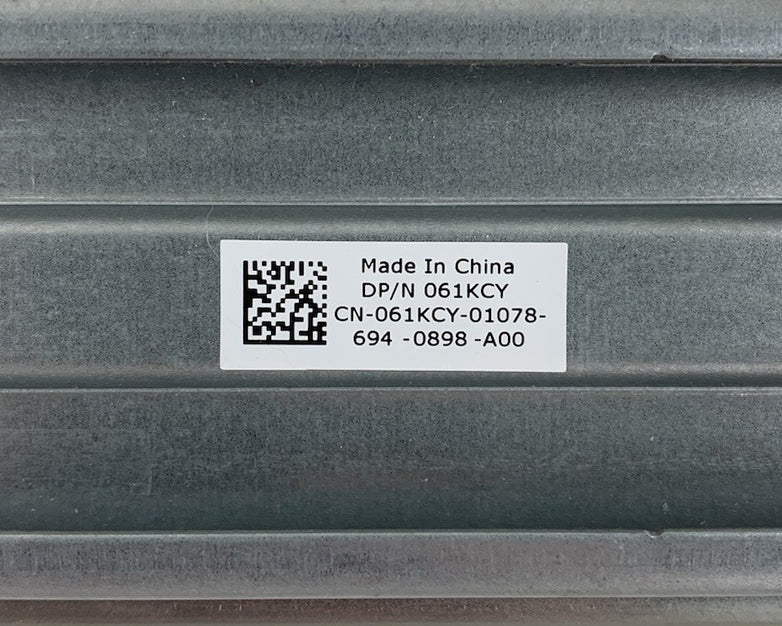 Made In China
DP/N 061KCY
CN-061KCY-01078-
694 -0898 -A00